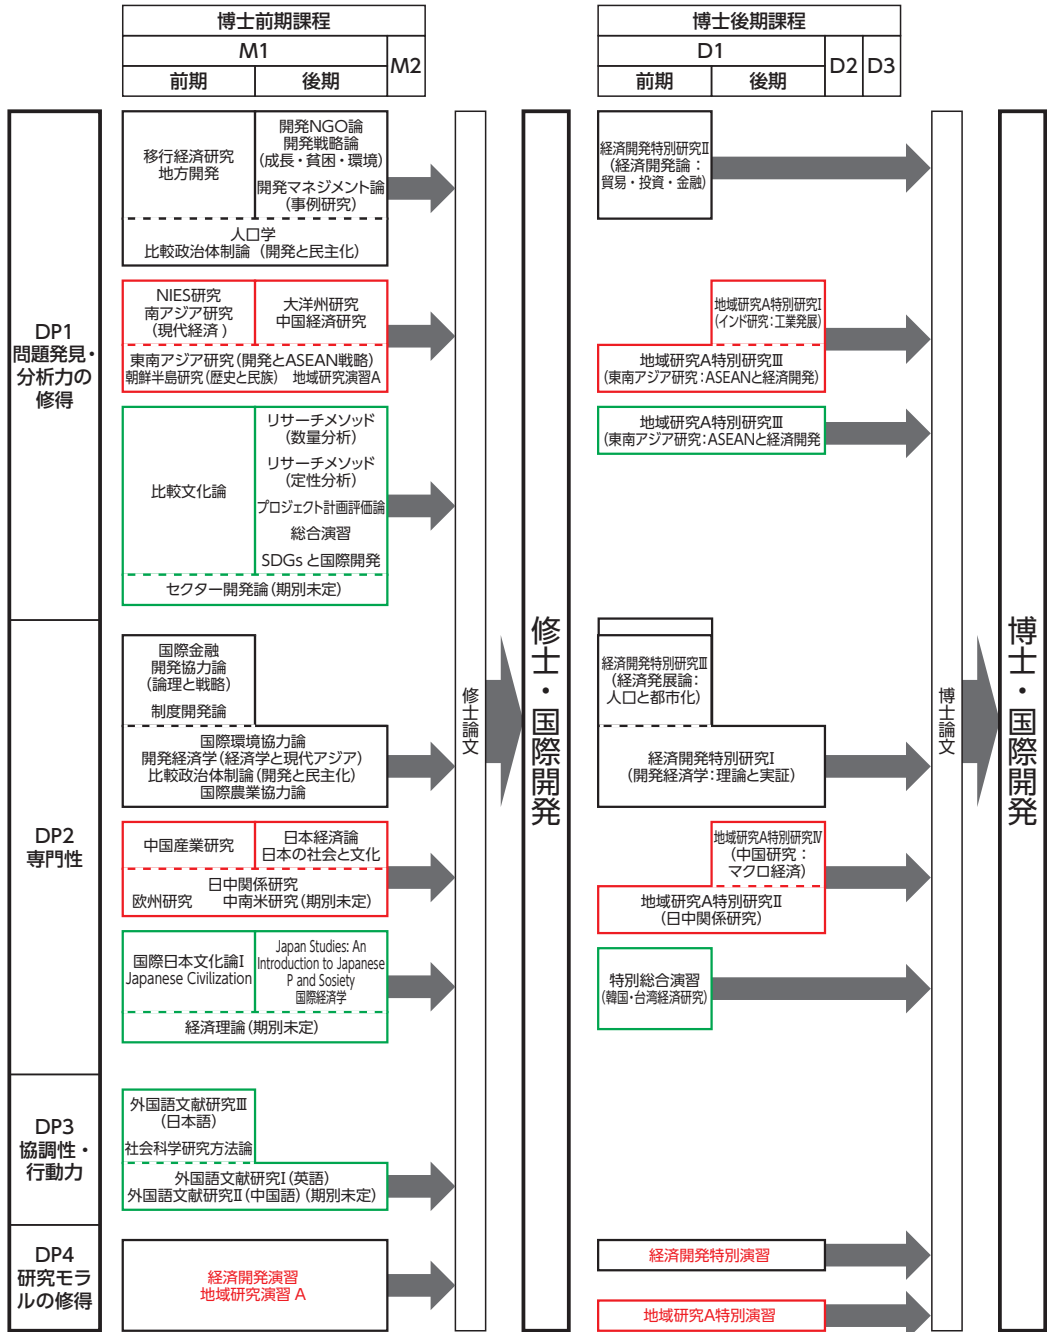 博士前期課程
M1
M2
前期
後期
博士後期課程
D1
D2
D3
前期
後期
DP1
問題発見・
分析力の
修得
移行経済研究
地方開発
開発NGO論
開発戦略論
(成長・貧困・環境)
開発マネジメント論
(事例研究)
人口学
比較政治体制論（開発と民主化）
経済開発特別研究Ⅱ
(経済開発論：
貿易・投資・金融)
NIES研究
南アジア研究
(現代経済 )
大洋州研究
中国経済研究
東南アジア研究(開発とASEAN戦略)
朝鮮半島研究(歴史と民族)　地域研究演習A
地域研究A特別研究Ⅰ
(インド研究:工業発展)
地域研究A特別研究Ⅲ
(東南アジア研究:ASEANと経済開発)
比較文化論
リサーチメソッド
(数量分析)
リサーチメソッド
(定性分析)
プロジェクト計画評価論
総合演習
SDGs と国際開発
セクター開発論(期別未定)
地域研究A特別研究Ⅲ
(東南アジア研究:ASEANと経済開発
DP2
専門性
国際金融
開発協力論
(論理と戦略)
制度開発論
国際環境協力論
開発経済学(経済学と現代アジア)
比較政治体制論(開発と民主化)
国際農業協力論
経済開発特別研究Ⅲ
(経済発展論:
人口と都市化)
経済開発特別研究Ⅰ
(開発経済学:理論と実証)
中国産業研究
日本経済論
日本の社会と文化
日中関係研究
欧州研究　　中南米研究(期別未定)
地域研究A特別研究Ⅳ
(中国研究：
マクロ経済)
地域研究A特別研究Ⅱ
(日中関係研究)
国際日本文化論Ⅰ
Japanese Civilization
Japan Studies: An
Introduction to Japanese
P and Sosiety
国際経済学
経済理論(期別未定)
特別総合演習
(韓国・台湾経済研究)
DP3
協調性・
行動力
外国語文献研究Ⅲ
(日本語)
社会科学研究方法論
外国語文献研究Ⅰ(英語)
外国語文献研究Ⅱ(中国語) (期別未定)
DP4
研究モラ
ルの修得
経済開発演習
地域研究演習 A
経済開発特別演習
地域研究A特別演習
修士論文
修士・国際開発
博士論文
博士・国際開発